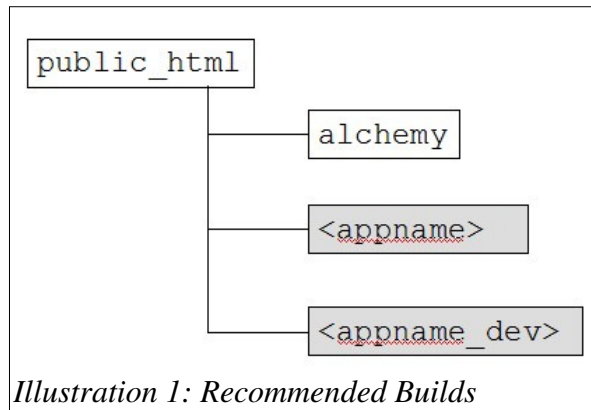 public_html
alchemy
<appname>
<appname_dev>
Illustration 1: Recommended Builds